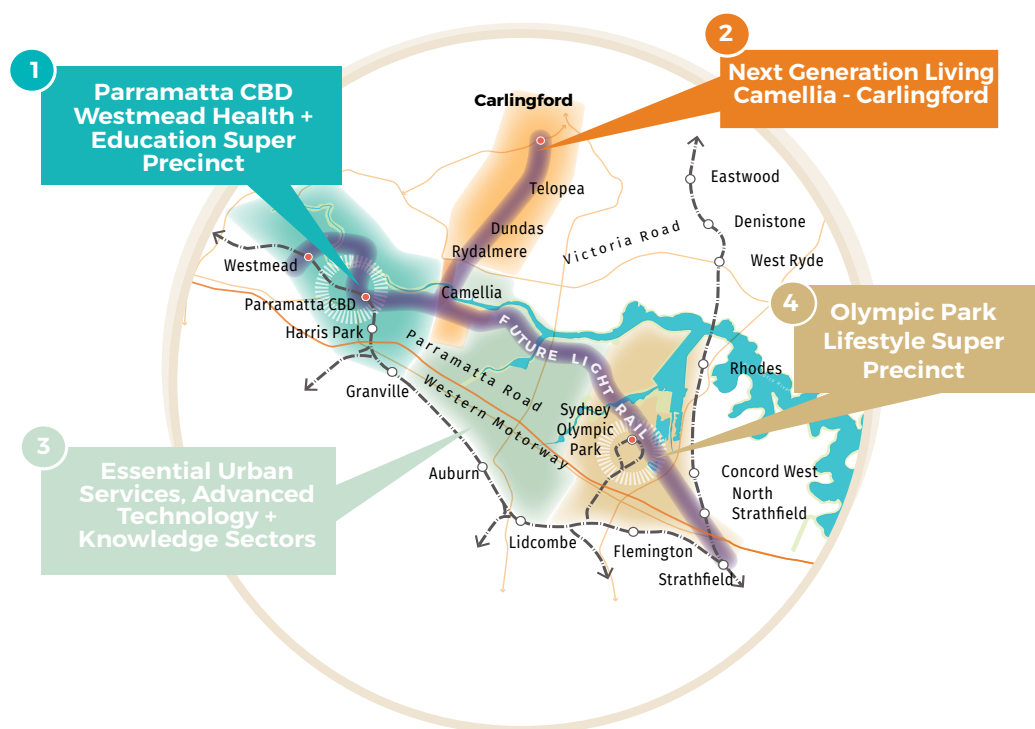 1
Parramatta CBD
Westmead Health +
Education Super
Precinct
2
Next Generation Living
Camellia - Carlingford
Carlingford
Telopea
Dundas
Rydalmere
Victoria Road
Eastwood
Denistone
West Ryde
Westmead
Parramatta CBD
Harris Park
Camellia
Granville
Parramatta Road
Western Motorway
FUTURE LIGHT RAIL
4
Olympic Park
Lifestyle Super
Precinct
Rhodes
Sydney
Olympic
Park
3
Essential Urban
Services, Advanced
Technology +
Knowledge Sectors
Auburn
Lidcombe
Flemington
Strathfield
Concord West
North
Strathfield